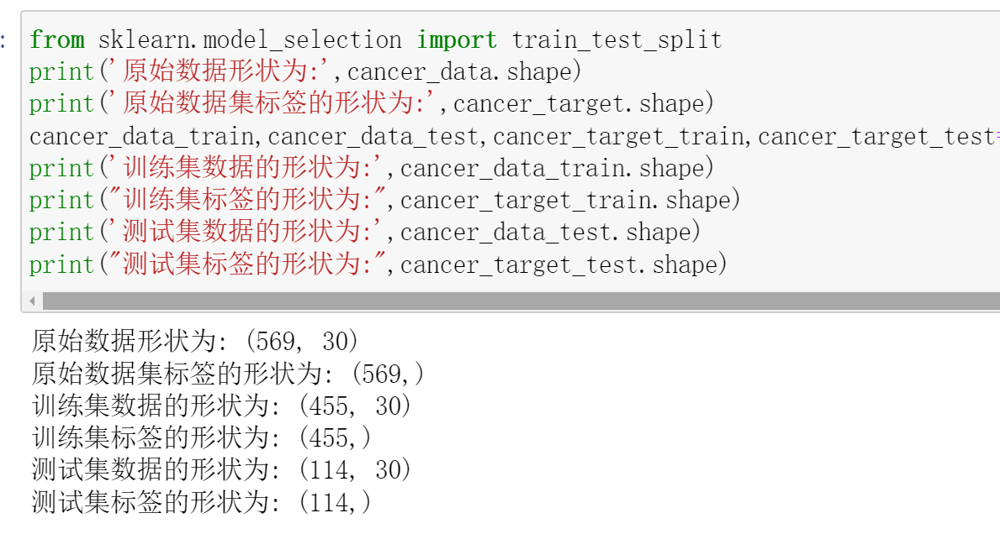 :
from sklearn.model_selection import train_test_split
print('原始数据形状为:',cancer_data.shape)
print('原始数据集标签的形状为:',cancer_target.shape)
cancer_data_train,cancer_data_test,cancer_target_train,cancer_target_test=
print('训练集数据的形状为:',cancer_data_train.shape)
print("训练集标签的形状为:",cancer_target_train.shape)
print('测试集数据的形状为:',cancer_data_test.shape)
print("测试集标签的形状为:",cancer_target_test.shape)
原始数据形状为: (569, 30)
原始数据集标签的形状为: (569,)
训练集数据的形状为: (455, 30)
训练集标签的形状为: (455,)
测试集数据的形状为: (114, 30)
测试集标签的形状为: (114,)